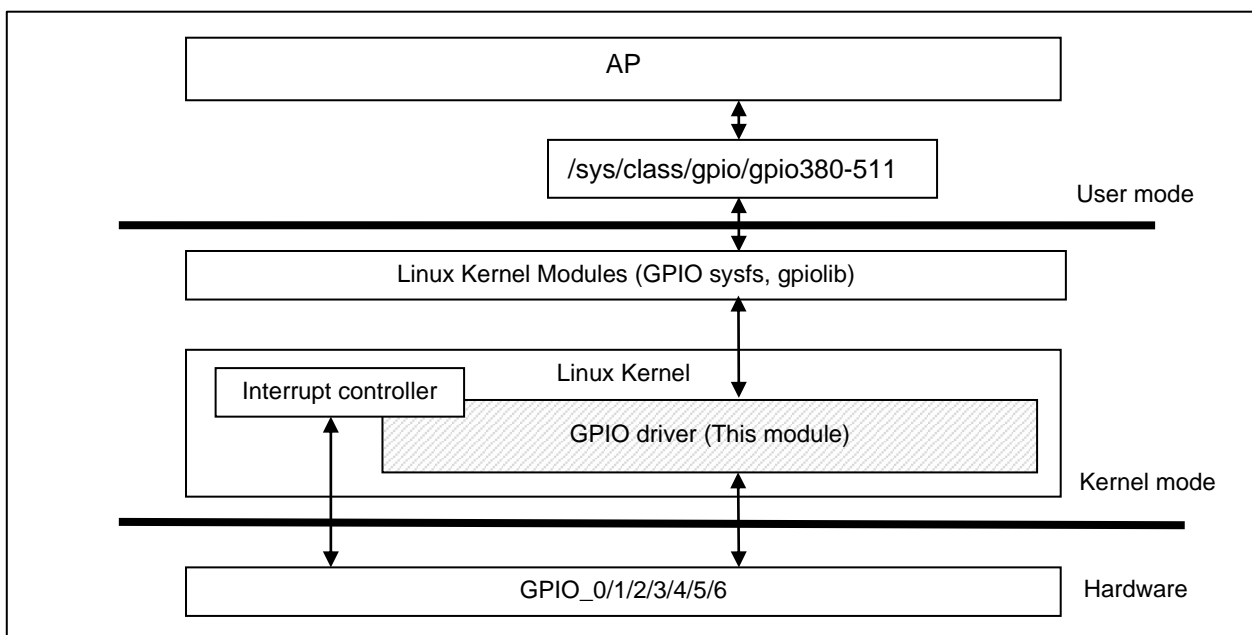 AP
/sys/class/gpio/gpio380-511
User mode
Linux Kernel Modules (GPIO sysfs, gpiolib)
Linux Kernel
Interrupt controller
GPIO driver (This module)
Kernel mode
GPIO_0/1/2/3/4/5/6
Hardware